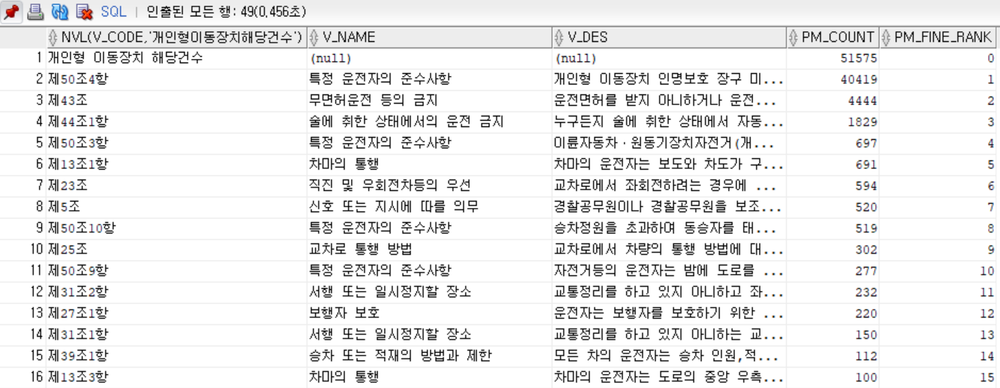 SQL | 인출된 모든 행: 49(0,456초)
NVL(V_CODE,'개인형이동장치해당건수') V_NAME V_DES PM_COUNT PM_FINE_RANK
1 개인형 이동장치 해당건수 (null) (null) 51575 0
2 제50조4항 특정 운전자의 준수사항 개인형 이동장치 인명보호 장구 미... 40419 1
3 제43조 무면허운전 등의 금지 운전면허를 받지 아니하거나 운전... 4444 2
4 제44조1항 술에 취한 상태에서의 운전 금지 누구든지 술에 취한 상태에서 자동... 1829 3
5 제50조3항 특정 운전자의 준수사항 이륜자동차·원동기장치자전거(개... 697 4
6 제13조1항 차마의 통행 차마의 운전자는 보도와 차도가 구... 691 5
7 제23조 직진 및 우회전차등의 우선 교차로에서 좌회전하려는 경우에 ... 594 6
8 제5조 신호 또는 지시에 따를 의무 경찰공무원이나 경찰공무원을 보조... 520 7
9 제50조10항 특정 운전자의 준수사항 승차정원을 초과하여 동승자를 태... 519 8
10 제25조 교차로 통행 방법 교차로에서 차량의 통행 방법에 대... 302 9
11 제50조9항 특정 운전자의 준수사항 자전거등의 운전자는 밤에 도로를 ... 277 10
12 제31조2항 서행 또는 일시정지할 장소 교통정리를 하고 있지 아니하고 좌... 232 11
13 제27조1항 보행자 보호 운전자는 보행자를 보호하기 위한 ... 220 12
14 제31조1항 서행 또는 일시정지할 장소 교통정리를 하고 있지 아니하는 교... 150 13
15 제39조1항 승차 또는 적재의 방법과 제한 모든 차의 운전자는 승차 인원,적... 112 14
16 제13조3항 차마의 통행 차마의 운전자는 도로의 중앙 우측... 100 15